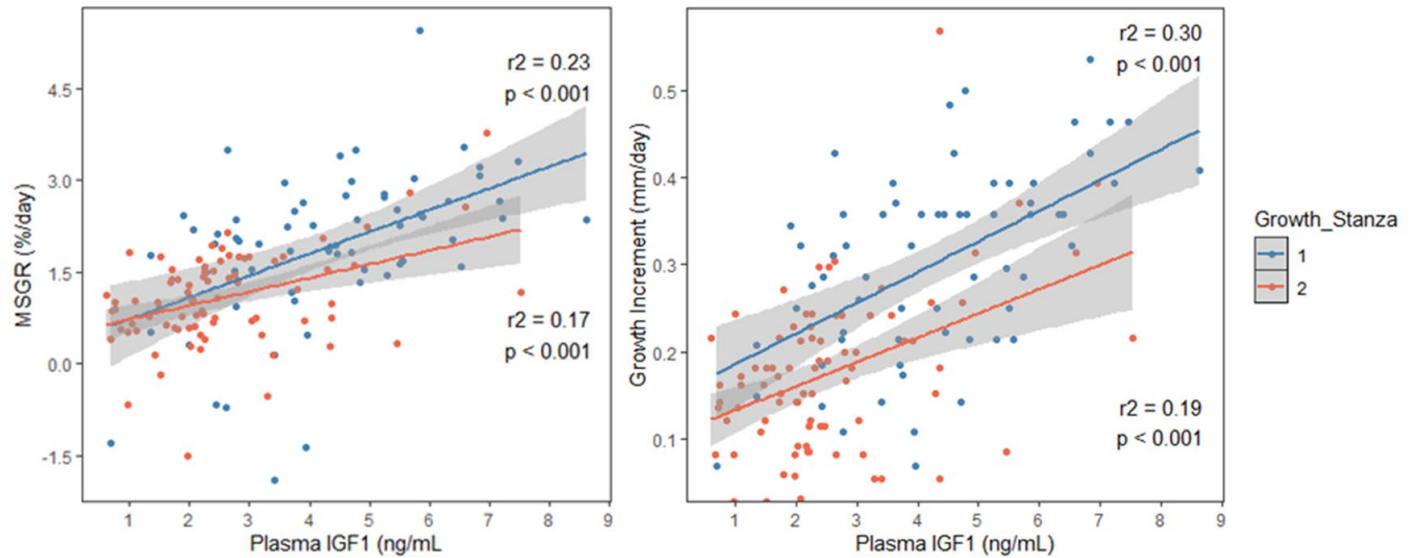 r2 = 0.23
p < 0.001
r2 = 0.17
p < 0.001
MSGR (%/day)
4.5
3.0
1.5
0.0
-1.5
1 2 3 4 5 6 7 8 9
Plasma IGF1 (ng/mL
r2 = 0.30
p < 0.001
r2 = 0.19
p < 0.001
Growth Increment (mm/day)
0.5
0.4
0.3
0.2
0.1
1 2 3 4 5 6 7 8 9
Plasma IGF1 (ng/mL)
Growth_Stanza
1
2